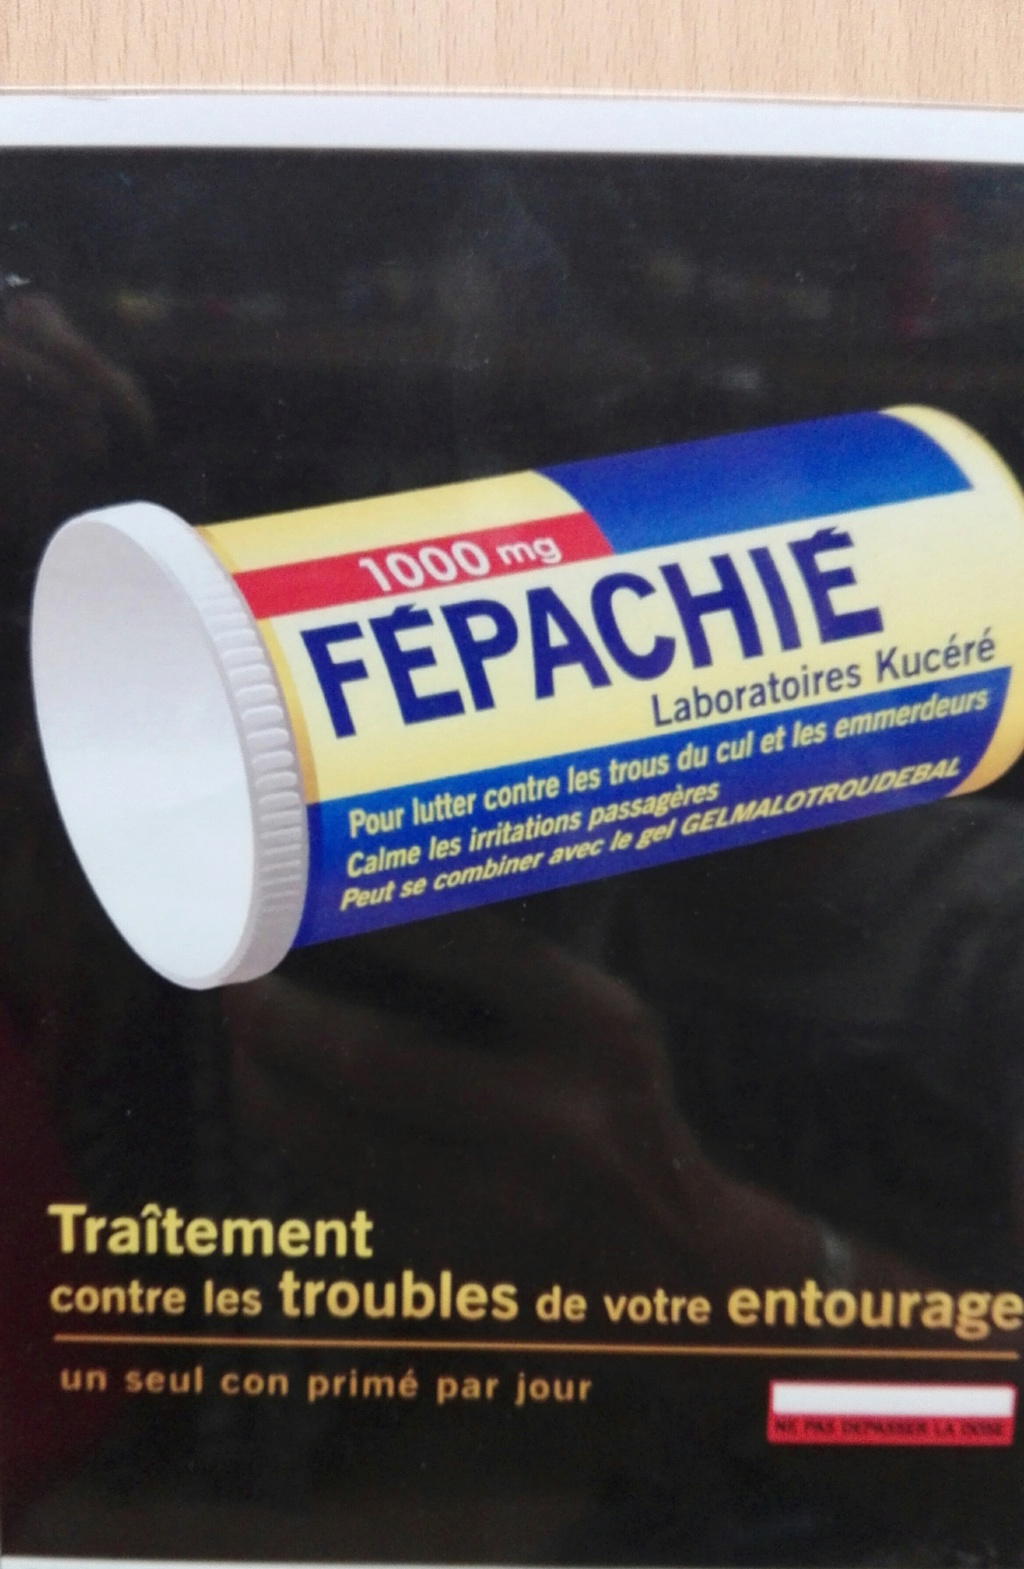 1000 mg
FÉPACHIÉ
Laboratoires Kucéré
Pour lutter contre les trous du cul et les emmerdeurs
Calme les irritations passagères
Peut se combiner avec le gel GELMALOTROUDEBAL
Traîtement
contre les troubles de votre entourage
un seul con primé par jour
NE PAS DEPASSER LA DOSE